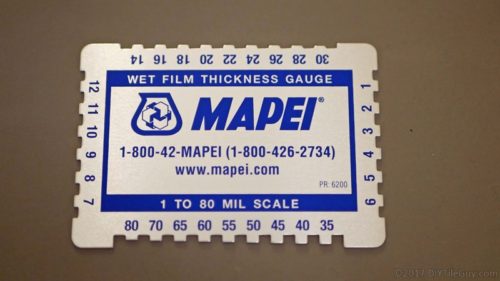 14 16 18 20 22 24 26 28 30
WET FILM THICKNESS GAUGE
MAPEI®
1-800-42-MAPEI (1-800-426-2734)
www.mapei.com
PR: 6200
1 TO 80 MIL SCALE
12
11
10
9
8
7
1
2
3
4
5
6
80 70 65 60 55 50 45 40 35
©2017 DIYTileGuy.com